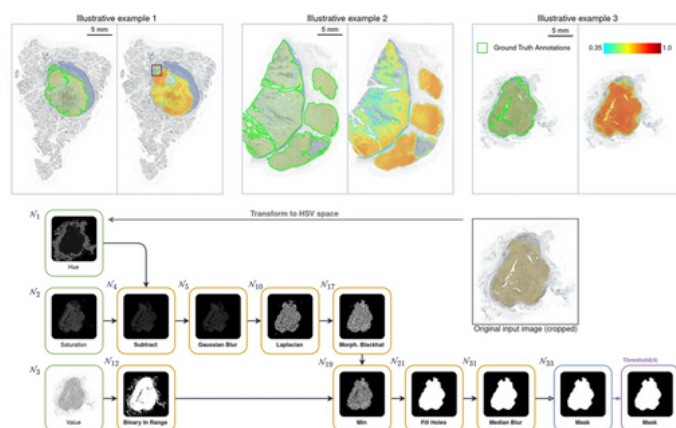 Illustrative example 1
Illustrative example 2
Illustrative example 3
5 mm
5 mm
5 mm
Ground Truth Annotations
0.35
1.0
N1
Transform to HSV space
Hue
N2
N4
N5
N10
N17
Saturation
Subtract
Gaussian Blur
Laplacian
Morph. Blackhat
Original input image (cropped)
N3
N12
N19
N21
N31
N33
Threshold(4)
Value
Binary In Range
Min
Fill Holes
Median Blur
Mask
Mask